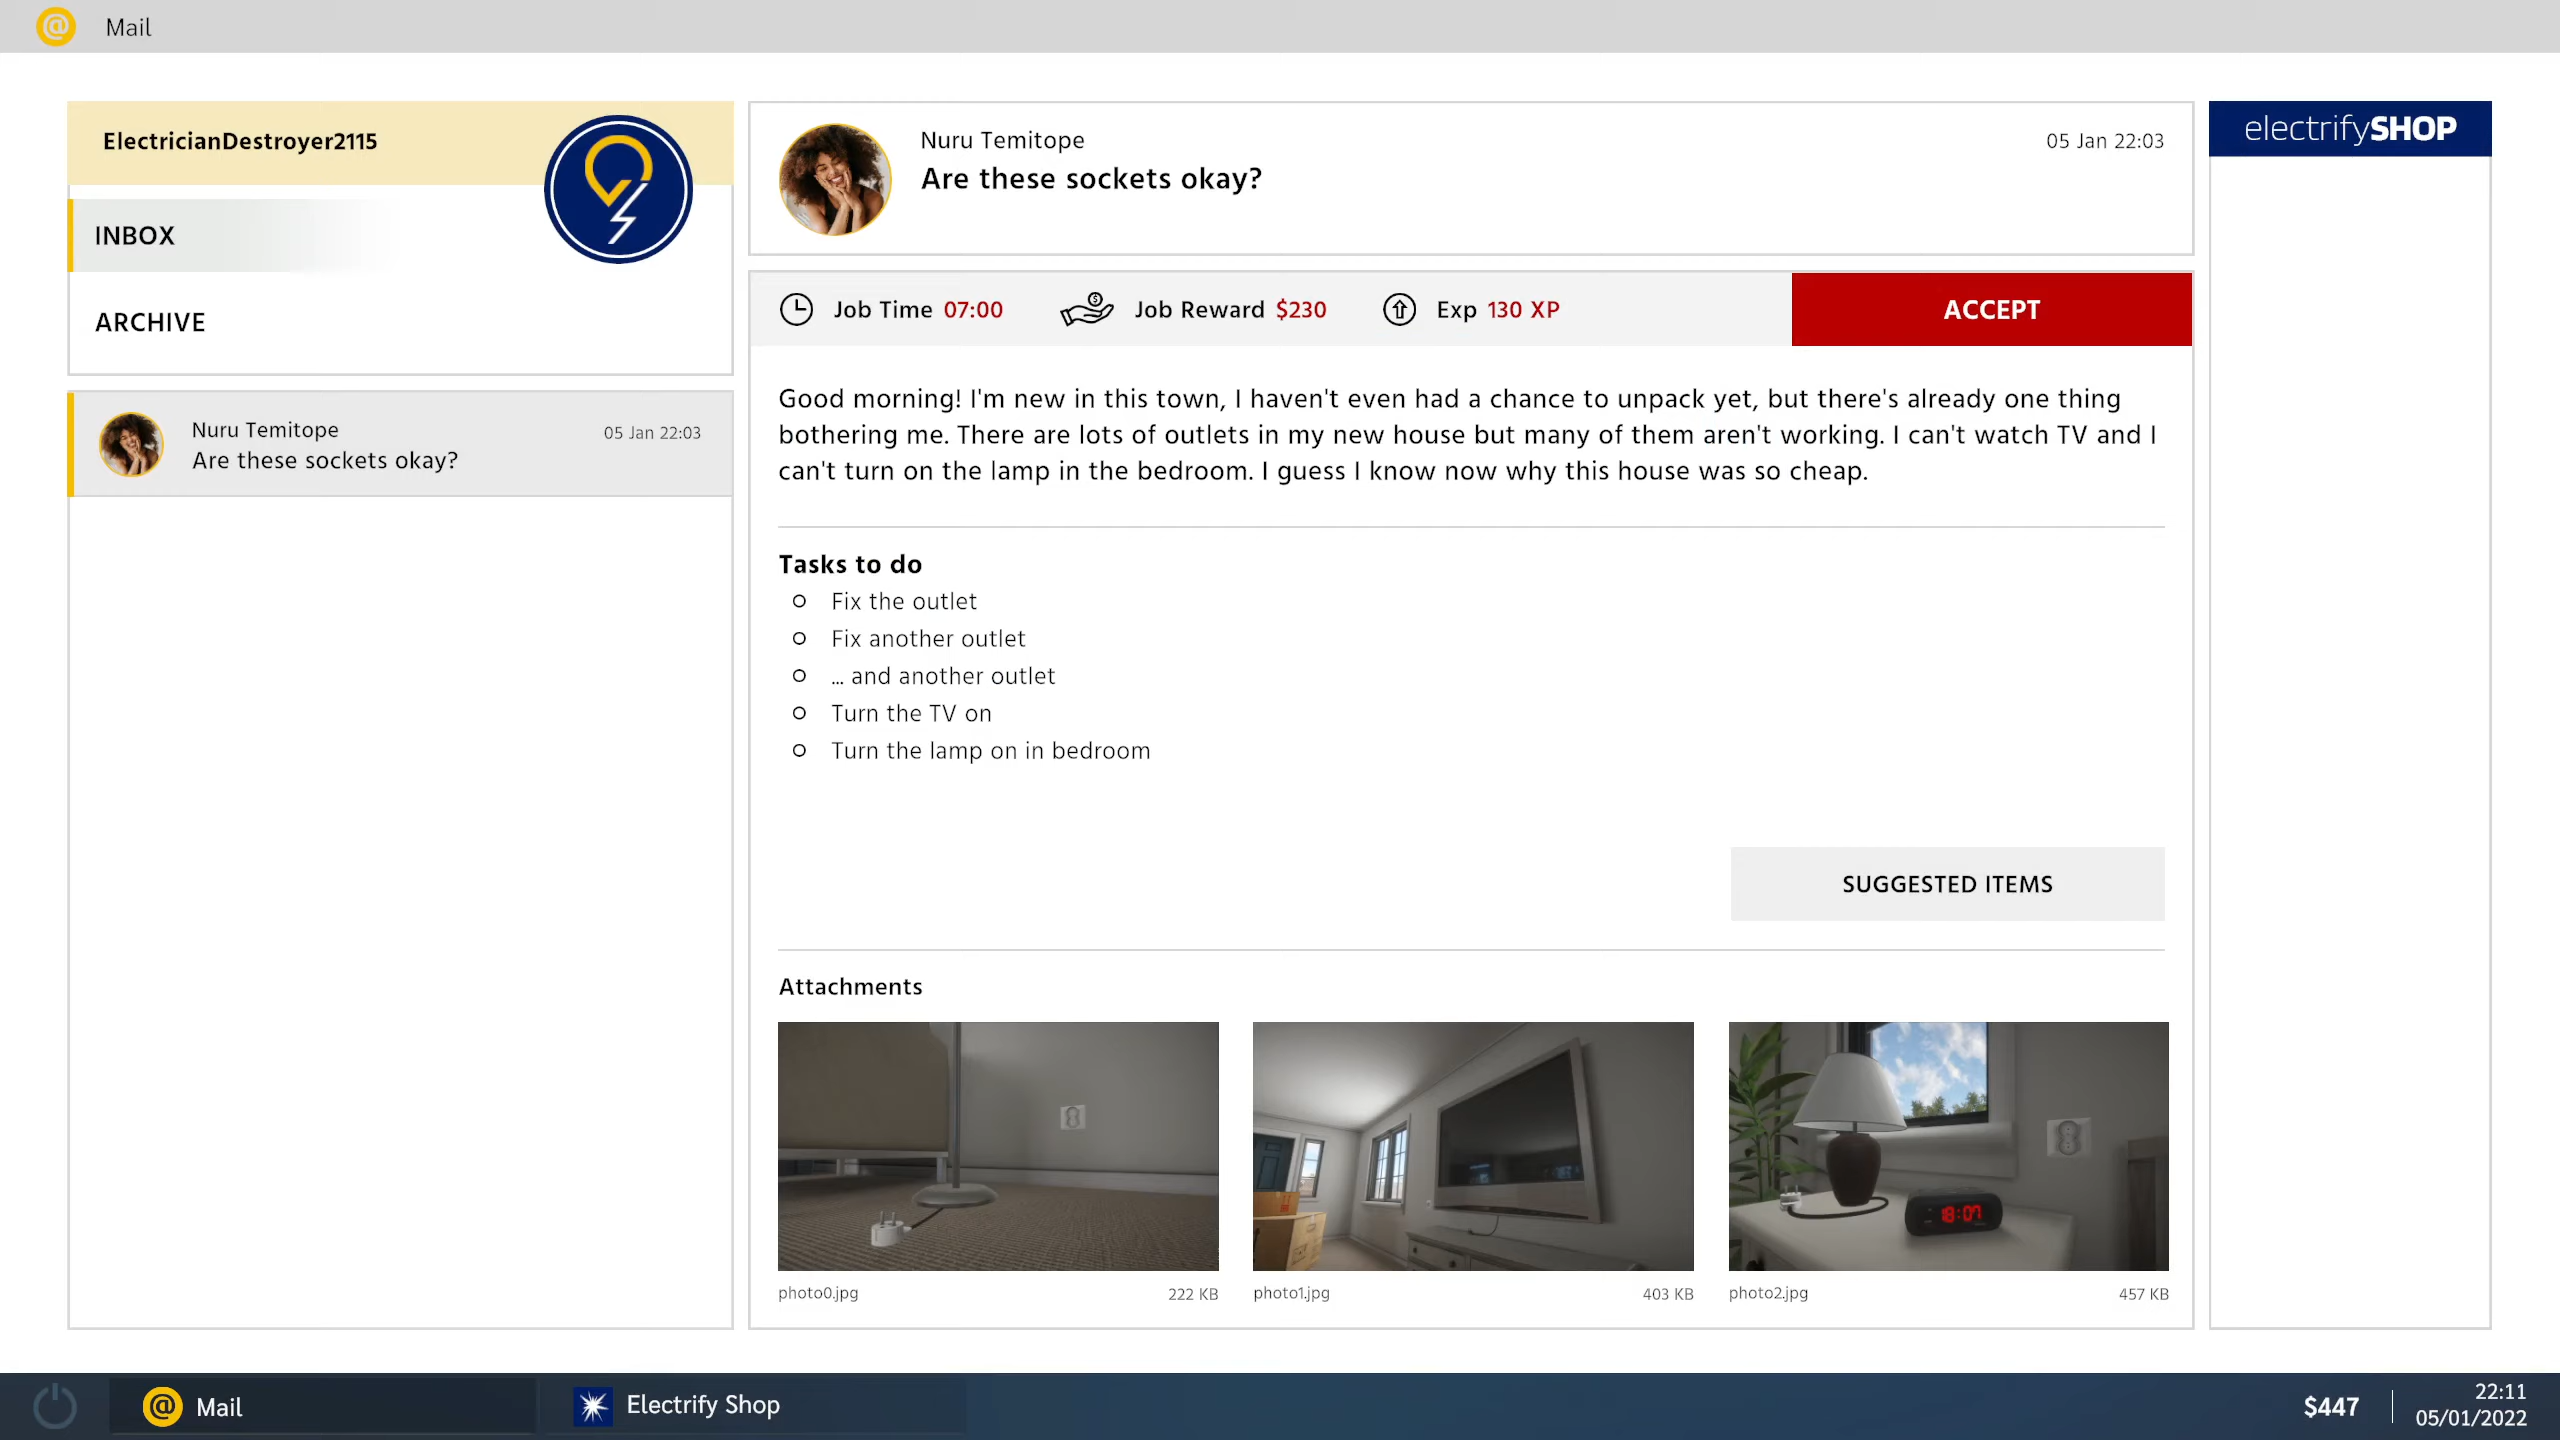 Mail
ElectricianDestroyer2115
INBOX
ARCHIVE
Nuru Temitope
05 Jan 22:03
Are these sockets okay?
Nuru Temitope
05 Jan 22:03
Are these sockets okay?
Job Time 07:00
Job Reward $230
Exp 130 XP
ACCEPT
Good morning! I'm new in this town, I haven't even had a chance to unpack yet, but there's already one thing
bothering me. There are lots of outlets in my new house but many of them aren't working. I can't watch TV and I
can't turn on the lamp in the bedroom. I guess I know now why this house was so cheap.
Tasks to do
Fix the outlet
Fix another outlet
... and another outlet
Turn the TV on
Turn the lamp on in bedroom
SUGGESTED ITEMS
Attachments
18:07
photo0.jpg
222 KB
photo1.jpg
403 KB
photo2.jpg
457 KB
electrifySHOP
Mail
Electrify Shop
$447
22:11
05/01/2022